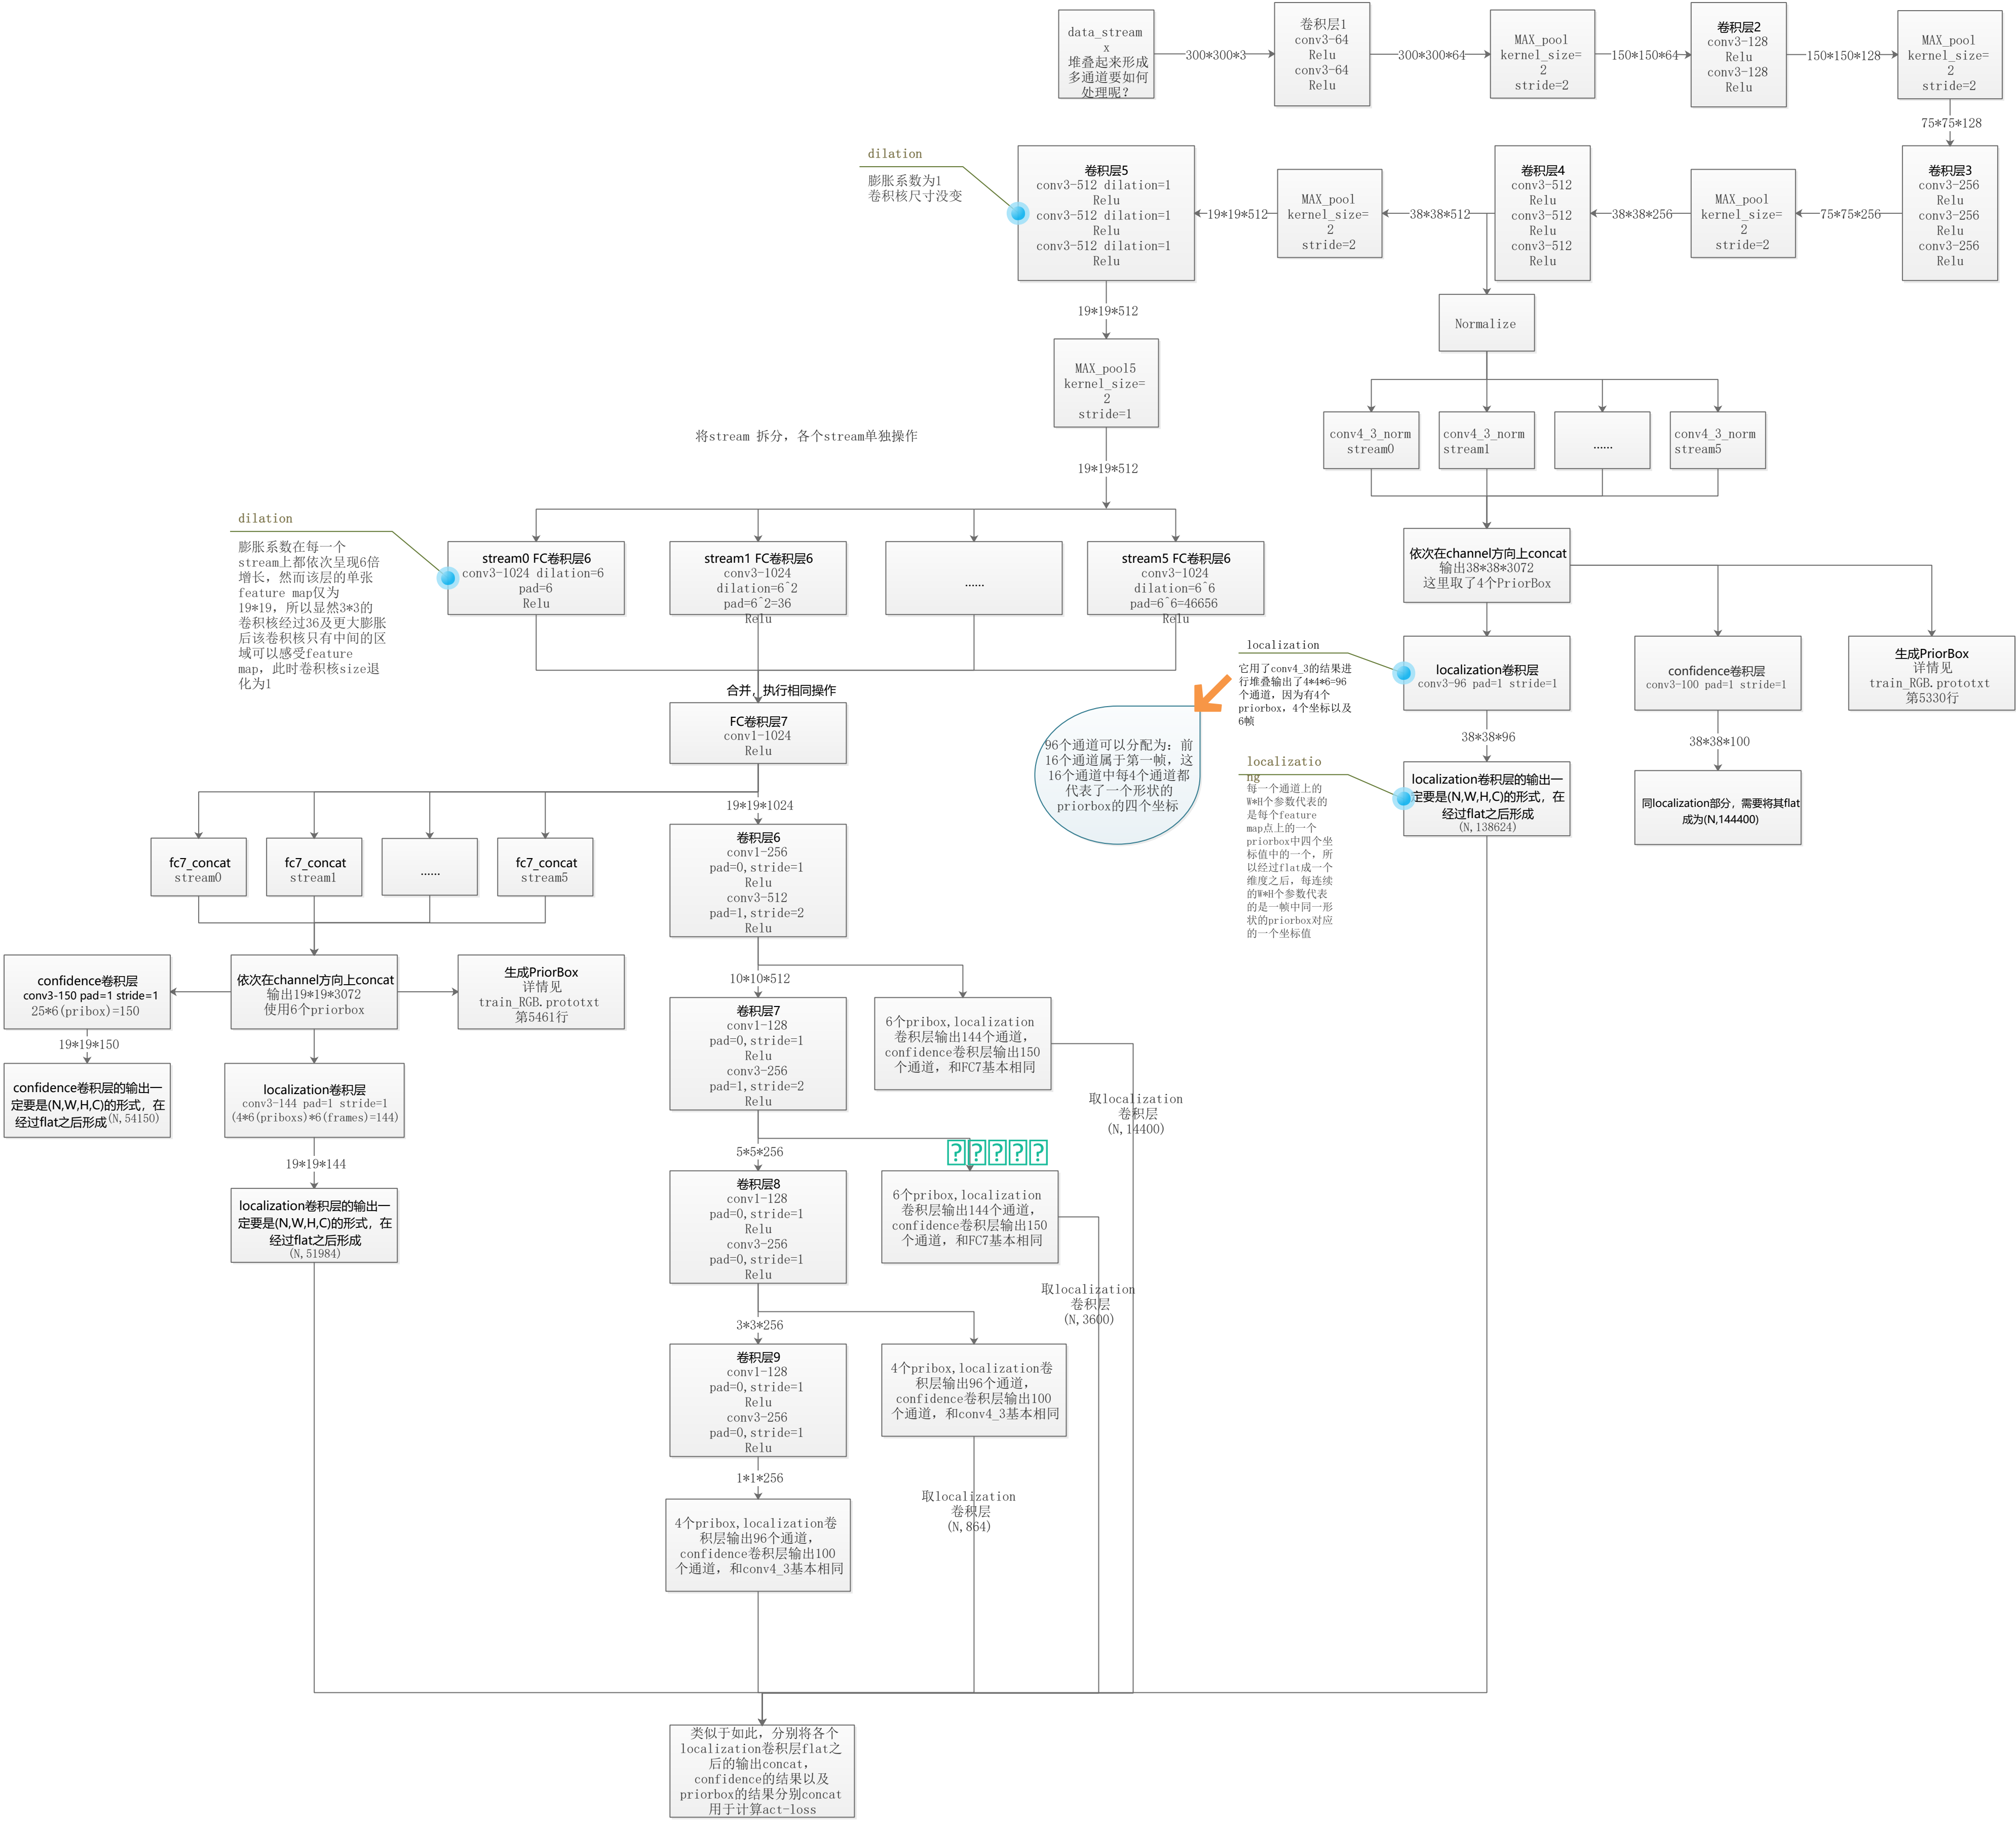 data_stream
x
堆叠起来形成
多通道要如何
处理呢?
300*300*3
卷积层1
conv3-64
Relu
conv3-64
Relu
300*300*64
MAX_pool
kernel_size=
2
stride=2
150*150*64
卷积层2
conv3-128
Relu
conv3-128
Relu
150*150*128
MAX_pool
kernel_size=
2
stride=2
75*75*128
卷积层3
conv3-256
Relu
conv3-256
Relu
conv3-256
Relu
75*75*256
MAX_pool
kernel_size=
2
stride=2
38*38*256
卷积层4
conv3-512
Relu
conv3-512
Relu
conv3-512
Relu
38*38*512
MAX_pool
kernel_size=
2
stride=2
19*19*512
卷积层5
conv3-512 dilation=1
Relu
conv3-512 dilation=1
Relu
conv3-512 dilation=1
Relu
dilation
膨胀系数为1
卷积核尺寸没变
19*19*512
MAX_pool5
kernel_size=
2
stride=1
19*19*512
将stream 拆分，各个stream单独操作
Normalize
conv4_3_norm
stream0
conv4_3_norm
stream1
......
conv4_3_norm
stream5
依次在channel方向上concat
输出38*38*3072
这里取了4个PriorBox
localization卷积层
conv3-96 pad=1 stride=1
confidence卷积层
conv3-100 pad=1 stride=1
生成PriorBox
详情见
train_RGB.prototxt
第5330行
localization
它用了conv4_3的结果进
行堆叠输出了4*4*6=96
个通道，因为有4个
priorbox，4个坐标以及
6帧
96个通道可以分配为：前
16个通道属于第一帧，这
16个通道中每4个通道都
代表了一个形状的
priorbox的四个坐标
38*38*96
38*38*100
localizatio
ng
每一个通道上的
W*H个参数代表的
是每个feature
map点上的一个
priorbox中四个坐
标值中的一个，所
以经过flat成一个
维度之后，每连续
的W*H个参数代表
的是一帧中同一形
状的priorbox对应
的一个坐标值
localization卷积层的输出一
定要是(N,W,H,C)的形式，在
经过flat之后形成
(N,138624)
同localization部分，需要将其flat
成为(N,144400)
dilation
膨胀系数在每一个
stream上都依次呈现6倍
增长，然而该层的单张
feature map仅为
19*19，所以显然3*3的
卷积核经过36及更大膨胀
后该卷积核只有中间的区
域可以感受feature
map，此时卷积核size退
化为1
stream0 FC卷积层6
conv3-1024 dilation=6
pad=6
Relu
stream1 FC卷积层6
conv3-1024
dilation=6^2
pad=6^2=36
Relu
......
stream5 FC卷积层6
conv3-1024
dilation=6^6
pad=6^6=46656
Relu
合并，执行相同操作
FC卷积层7
conv1-1024
Relu
19*19*1024
fc7_concat
stream0
fc7_concat
stream1
......
fc7_concat
stream5
卷积层6
conv1-256
pad=0,stride=1
Relu
conv3-512
pad=1,stride=2
Relu
confidence卷积层
conv3-150 pad=1 stride=1
25*6(pribox)=150
依次在channel方向上concat
输出19*19*3072
使用6个priorbox
生成PriorBox
详情见
train_RGB.prototxt
第5461行
19*19*150
confidence卷积层的输出一
定要是(N,W,H,C)的形式，在
经过flat之后形成(N,54150)
localization卷积层
conv3-144 pad=1 stride=1
(4*6(priboxs)*6(frames)=144)
19*19*144
localization卷积层的输出一
定要是(N,W,H,C)的形式，在
经过flat之后形成
(N,51984)
10*10*512
卷积层7
conv1-128
pad=0,stride=1
Relu
conv3-256
pad=1,stride=2
Relu
6个pribox,localization
卷积层输出144个通道，
confidence卷积层输出150
个通道，和FC7基本相同
取localization
卷积层
(N,14400)
5*5*256
卷积层8
conv1-128
pad=0,stride=1
Relu
conv3-256
pad=0,stride=1
Relu
6个pribox,localization
卷积层输出144个通道，
confidence卷积层输出150
个通道，和FC7基本相同
取localization
卷积层
(N,3600)
3*3*256
卷积层9
conv1-128
pad=0,stride=1
Relu
conv3-256
pad=0,stride=1
Relu
4个pribox,localization卷
积层输出96个通道，
confidence卷积层输出100
个通道，和conv4_3基本相同
取localization
卷积层
(N,864)
1*1*256
4个pribox,localization卷
积层输出96个通道，
confidence卷积层输出100
个通道，和conv4_3基本相同
类似于如此，分别将各个
localization卷积层flat之
后的输出concat，
confidence的结果以及
priorbox的结果分别concat
用于计算act-loss